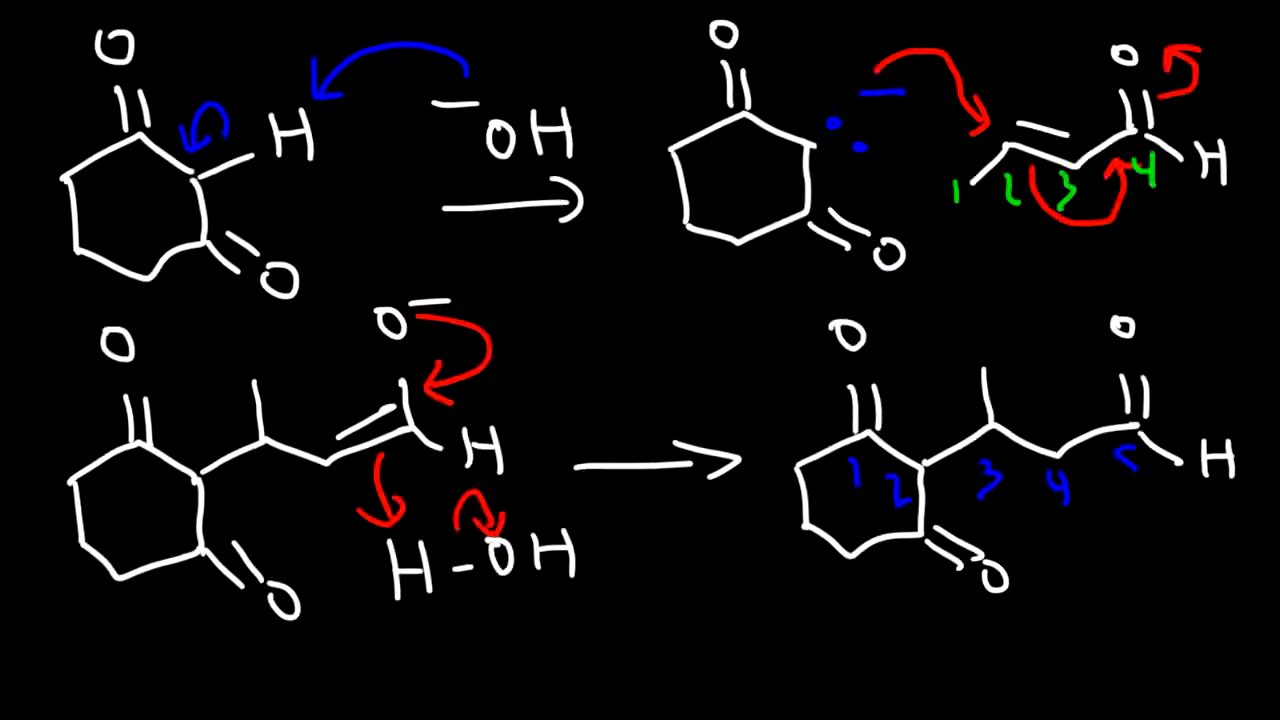 O O O
H −OH − H
1 2 3 4
O
O
O O− O O
H H
1 2 3 4 5
H-OH
O O